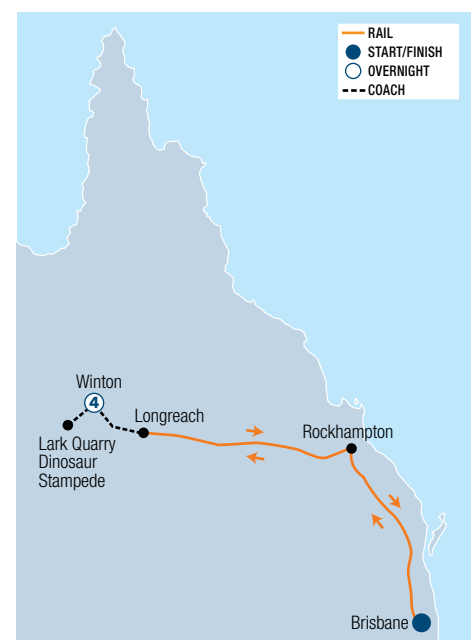 RAIL
START/FINISH
OVERNIGHT
COACH
Winton
4
Longreach
Lark Quarry
Dinosaur
Stampede
Rockhampton
Brisbane